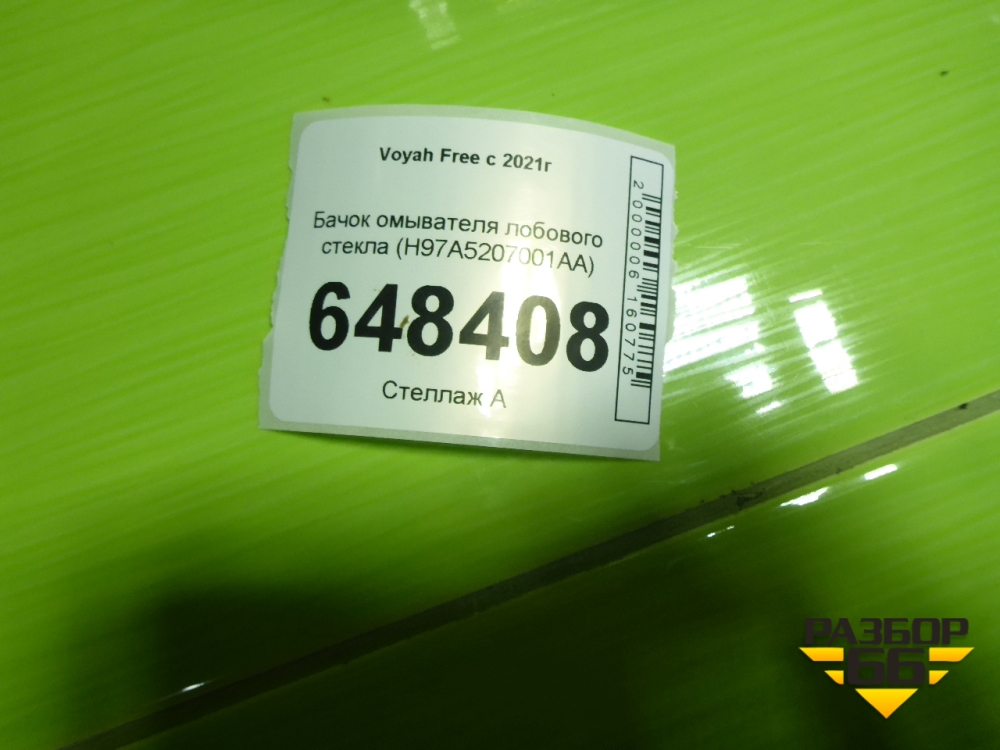 Voyah Free с 2021г
Бачок омывателя лобового
стекла (H97A5207001AA)
648408
Стеллаж А
2000006160775
РАЗБОР
66